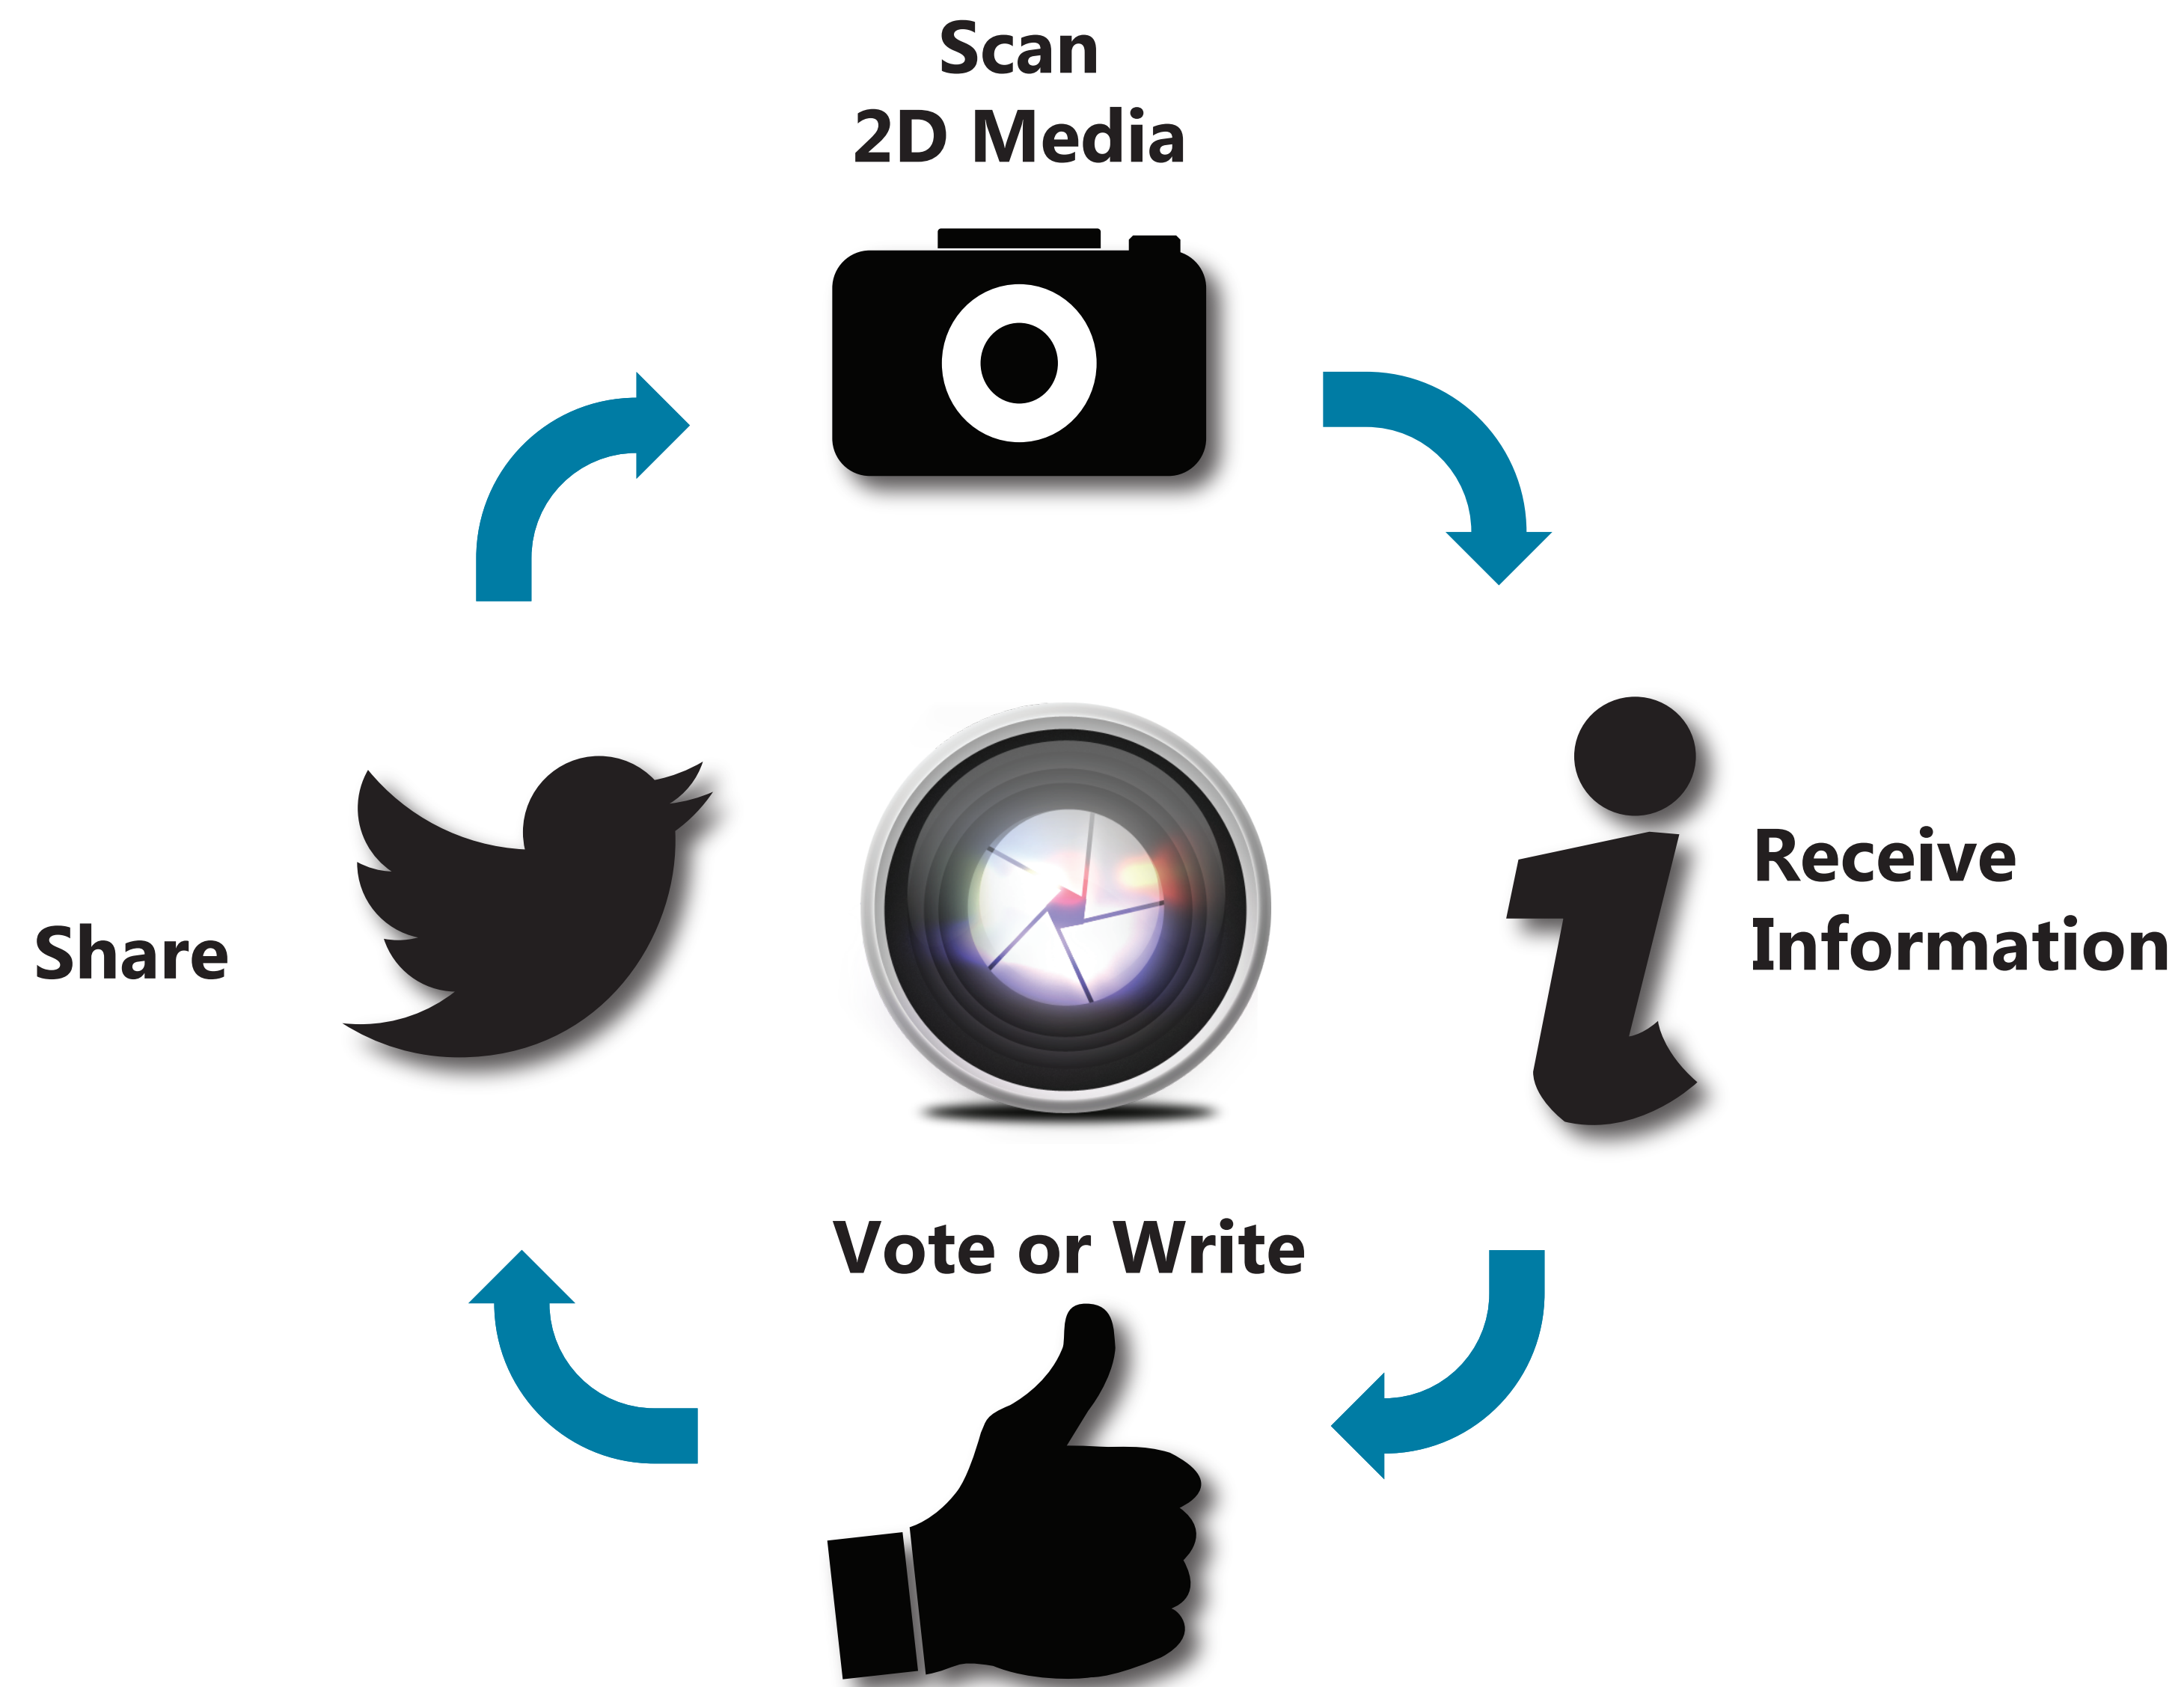 Scan
2D Media
Receive
Information
Share
Vote or Write